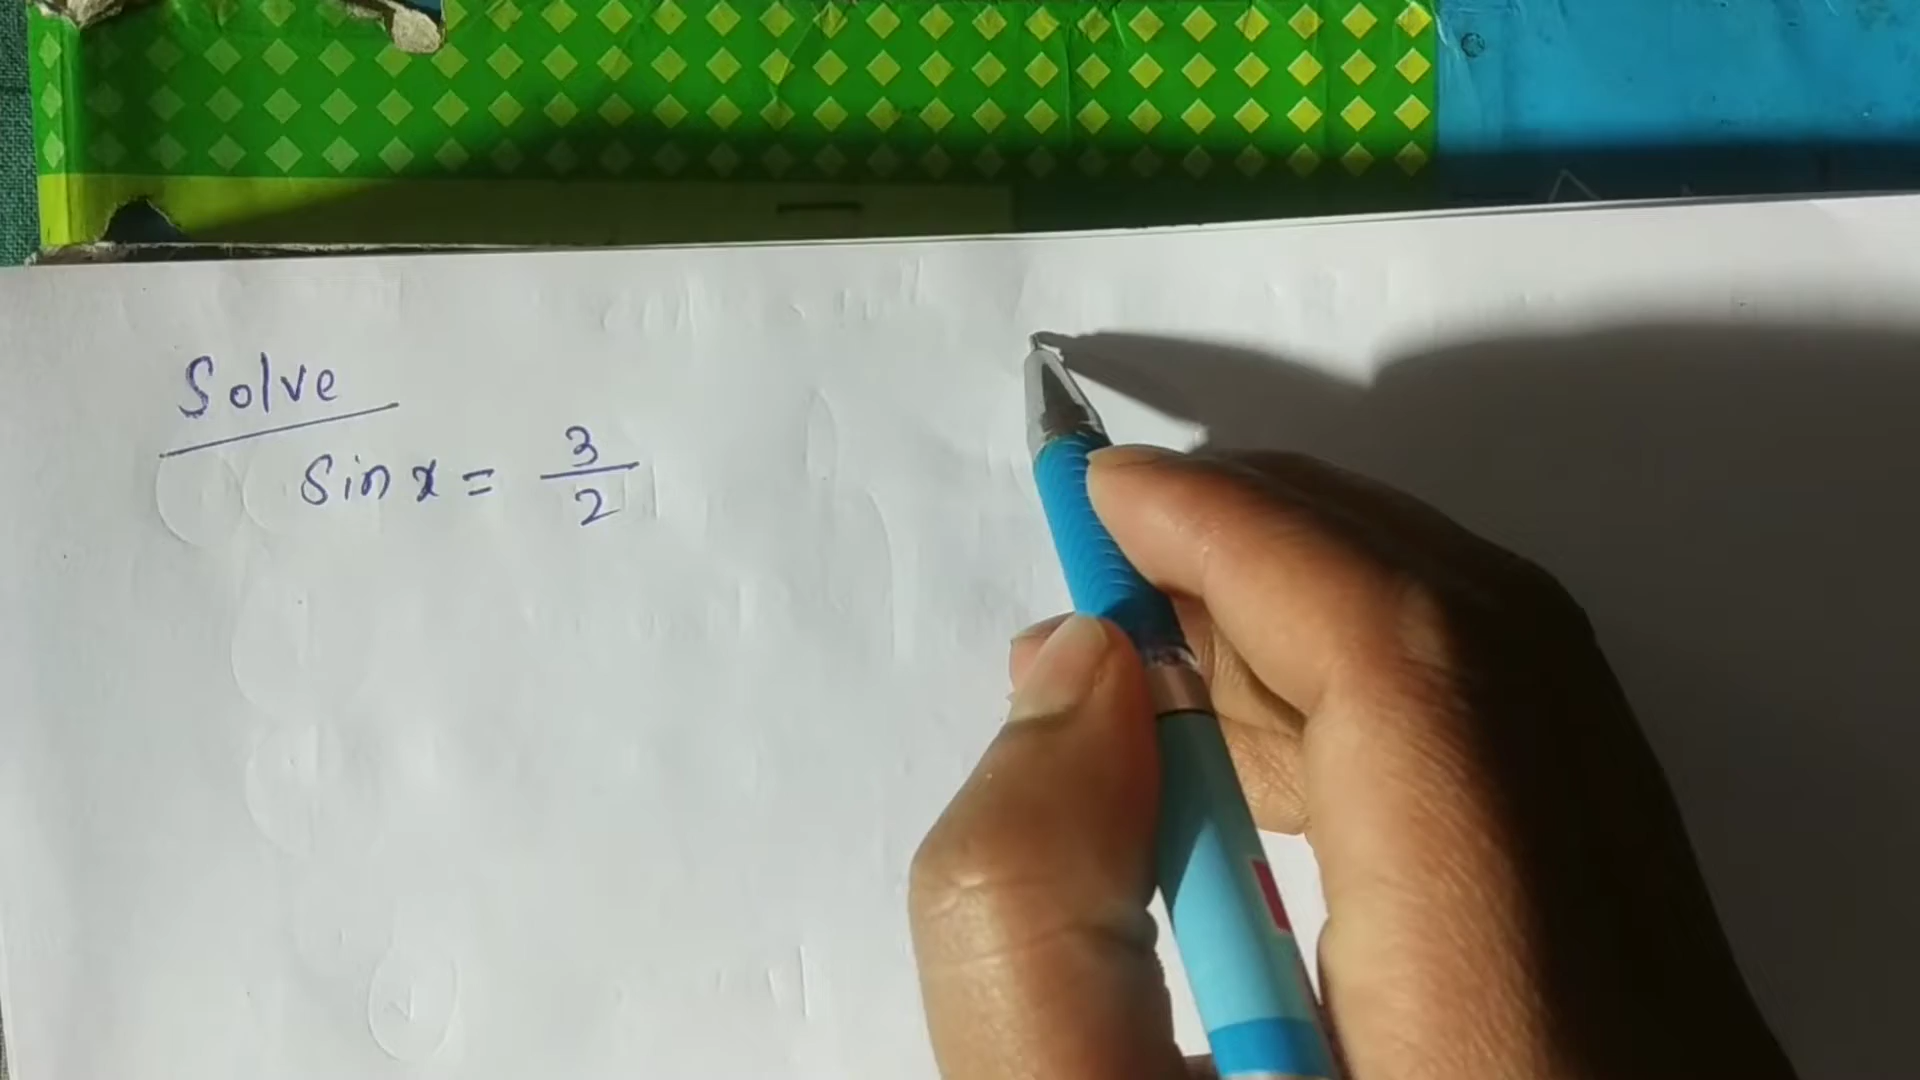 Solve
Sin x = 3/2